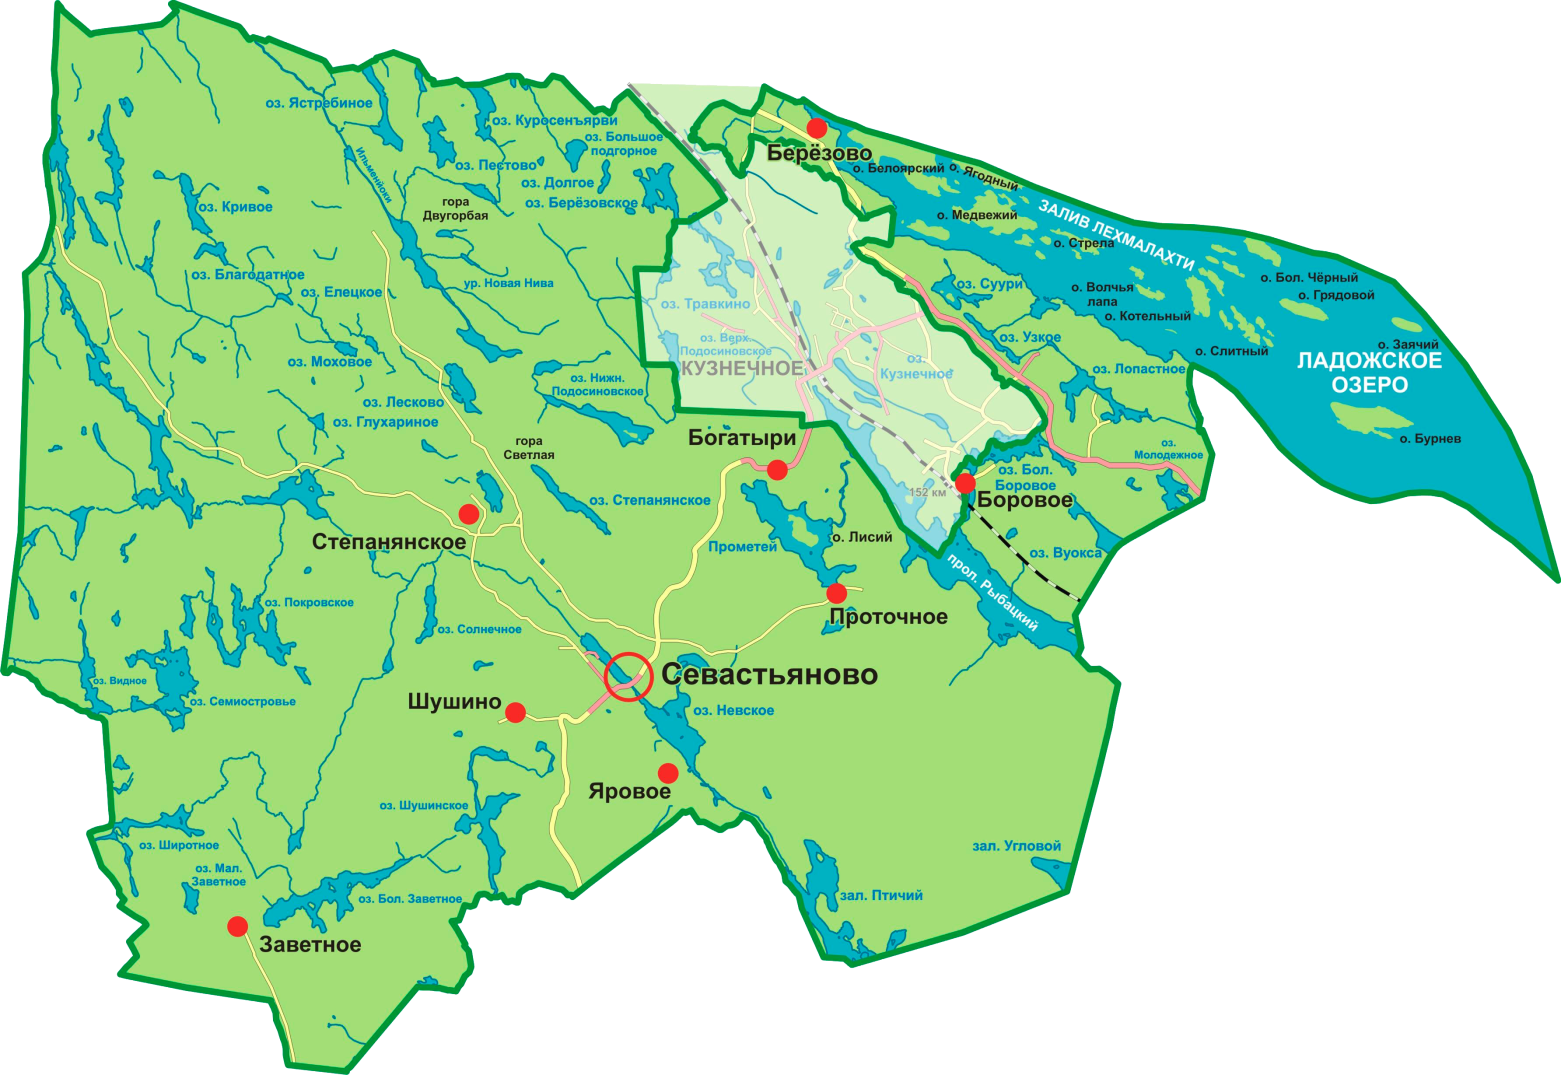 оз. Ястребиное
оз. Куросенъярви
оз. Большое
подгорное
Ильменйоки
оз. Пестово
оз. Долгое
оз. Берёзовское
гора
Двугорбая
оз. Кривое
оз. Благодатное
оз. Елецкое
ур. Новая Нива
оз. Моховое
оз. Лесково
оз. Глухариное
оз. Нижн.
Подосиновское
гора
Светлая
оз. Степанянское
Степанянское
оз. Травкино
оз. Верх.
Подосиновское
КУЗНЕЧНОЕ
оз.
Кузнечное
152 км
Берёзово
о. Белоярский
о. Ягодный
о. Медвежий
о. Стрела
ЗАЛИВ ЛЕХМАЛАХТИ
о. Волчья
лапа
о. Котельный
о. Слитный
о. Бол. Чёрный
о. Грядовой
о. Заячий
ЛАДОЖСКОЕ
ОЗЕРО
о. Бурнев
оз. Суури
оз. Узкое
оз. Лопастное
оз.
Молодежное
оз. Бол.
Боровое
Боровое
оз. Вуокса
прол. Рыбацкий
Богатыри
Прометей
о. Лисий
Проточное
оз. Покровское
оз. Солнечное
оз. Видное
оз. Семиостровье
Севастьяново
Шушино
оз. Невское
Яровое
оз. Шушинское
оз. Широтное
оз. Мал.
Заветное
оз. Бол. Заветное
Заветное
зал. Угловой
зал. Птичий